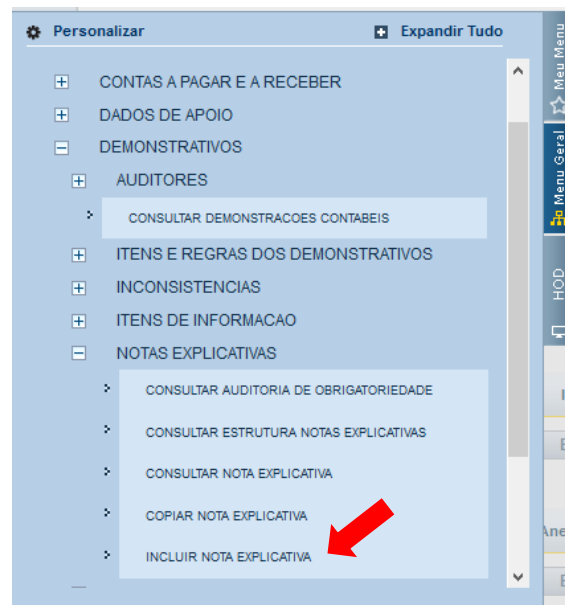 Personalizar
Expandir Tudo
CONTAS A PAGAR E A RECEBER
DADOS DE APOIO
DEMONSTRATIVOS
AUDITORES
CONSULTAR DEMONSTRACOES CONTABEIS
ITENS E REGRAS DOS DEMONSTRATIVOS
INCONSISTENCIAS
ITENS DE INFORMACAO
NOTAS EXPLICATIVAS
CONSULTAR AUDITORIA DE OBRIGATORIEDADE
CONSULTAR ESTRUTURA NOTAS EXPLICATIVAS
CONSULTAR NOTA EXPLICATIVA
COPIAR NOTA EXPLICATIVA
INCLUIR NOTA EXPLICATIVA
Meu Menu
Menu Geral
HOD
Ane